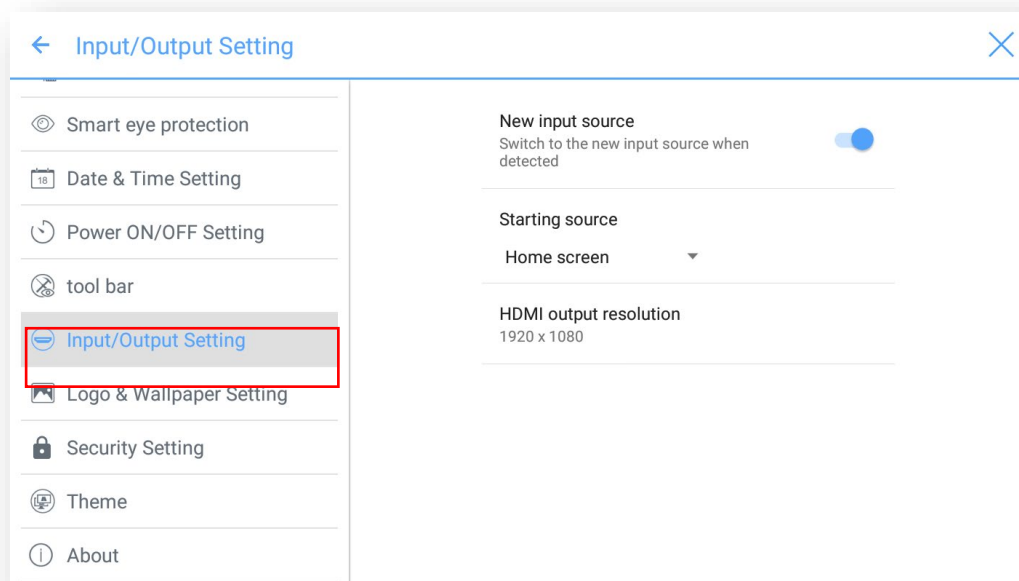 Input/Output Setting
Smart eye protection
18
Date & Time Setting
Power ON/OFF Setting
tool bar
Input/Output Setting
Logo & Wallpaper Setting
Security Setting
Theme
About
New input source
Switch to the new input source when
detected
Starting source
Home screen
HDMI output resolution
1920 x 1080